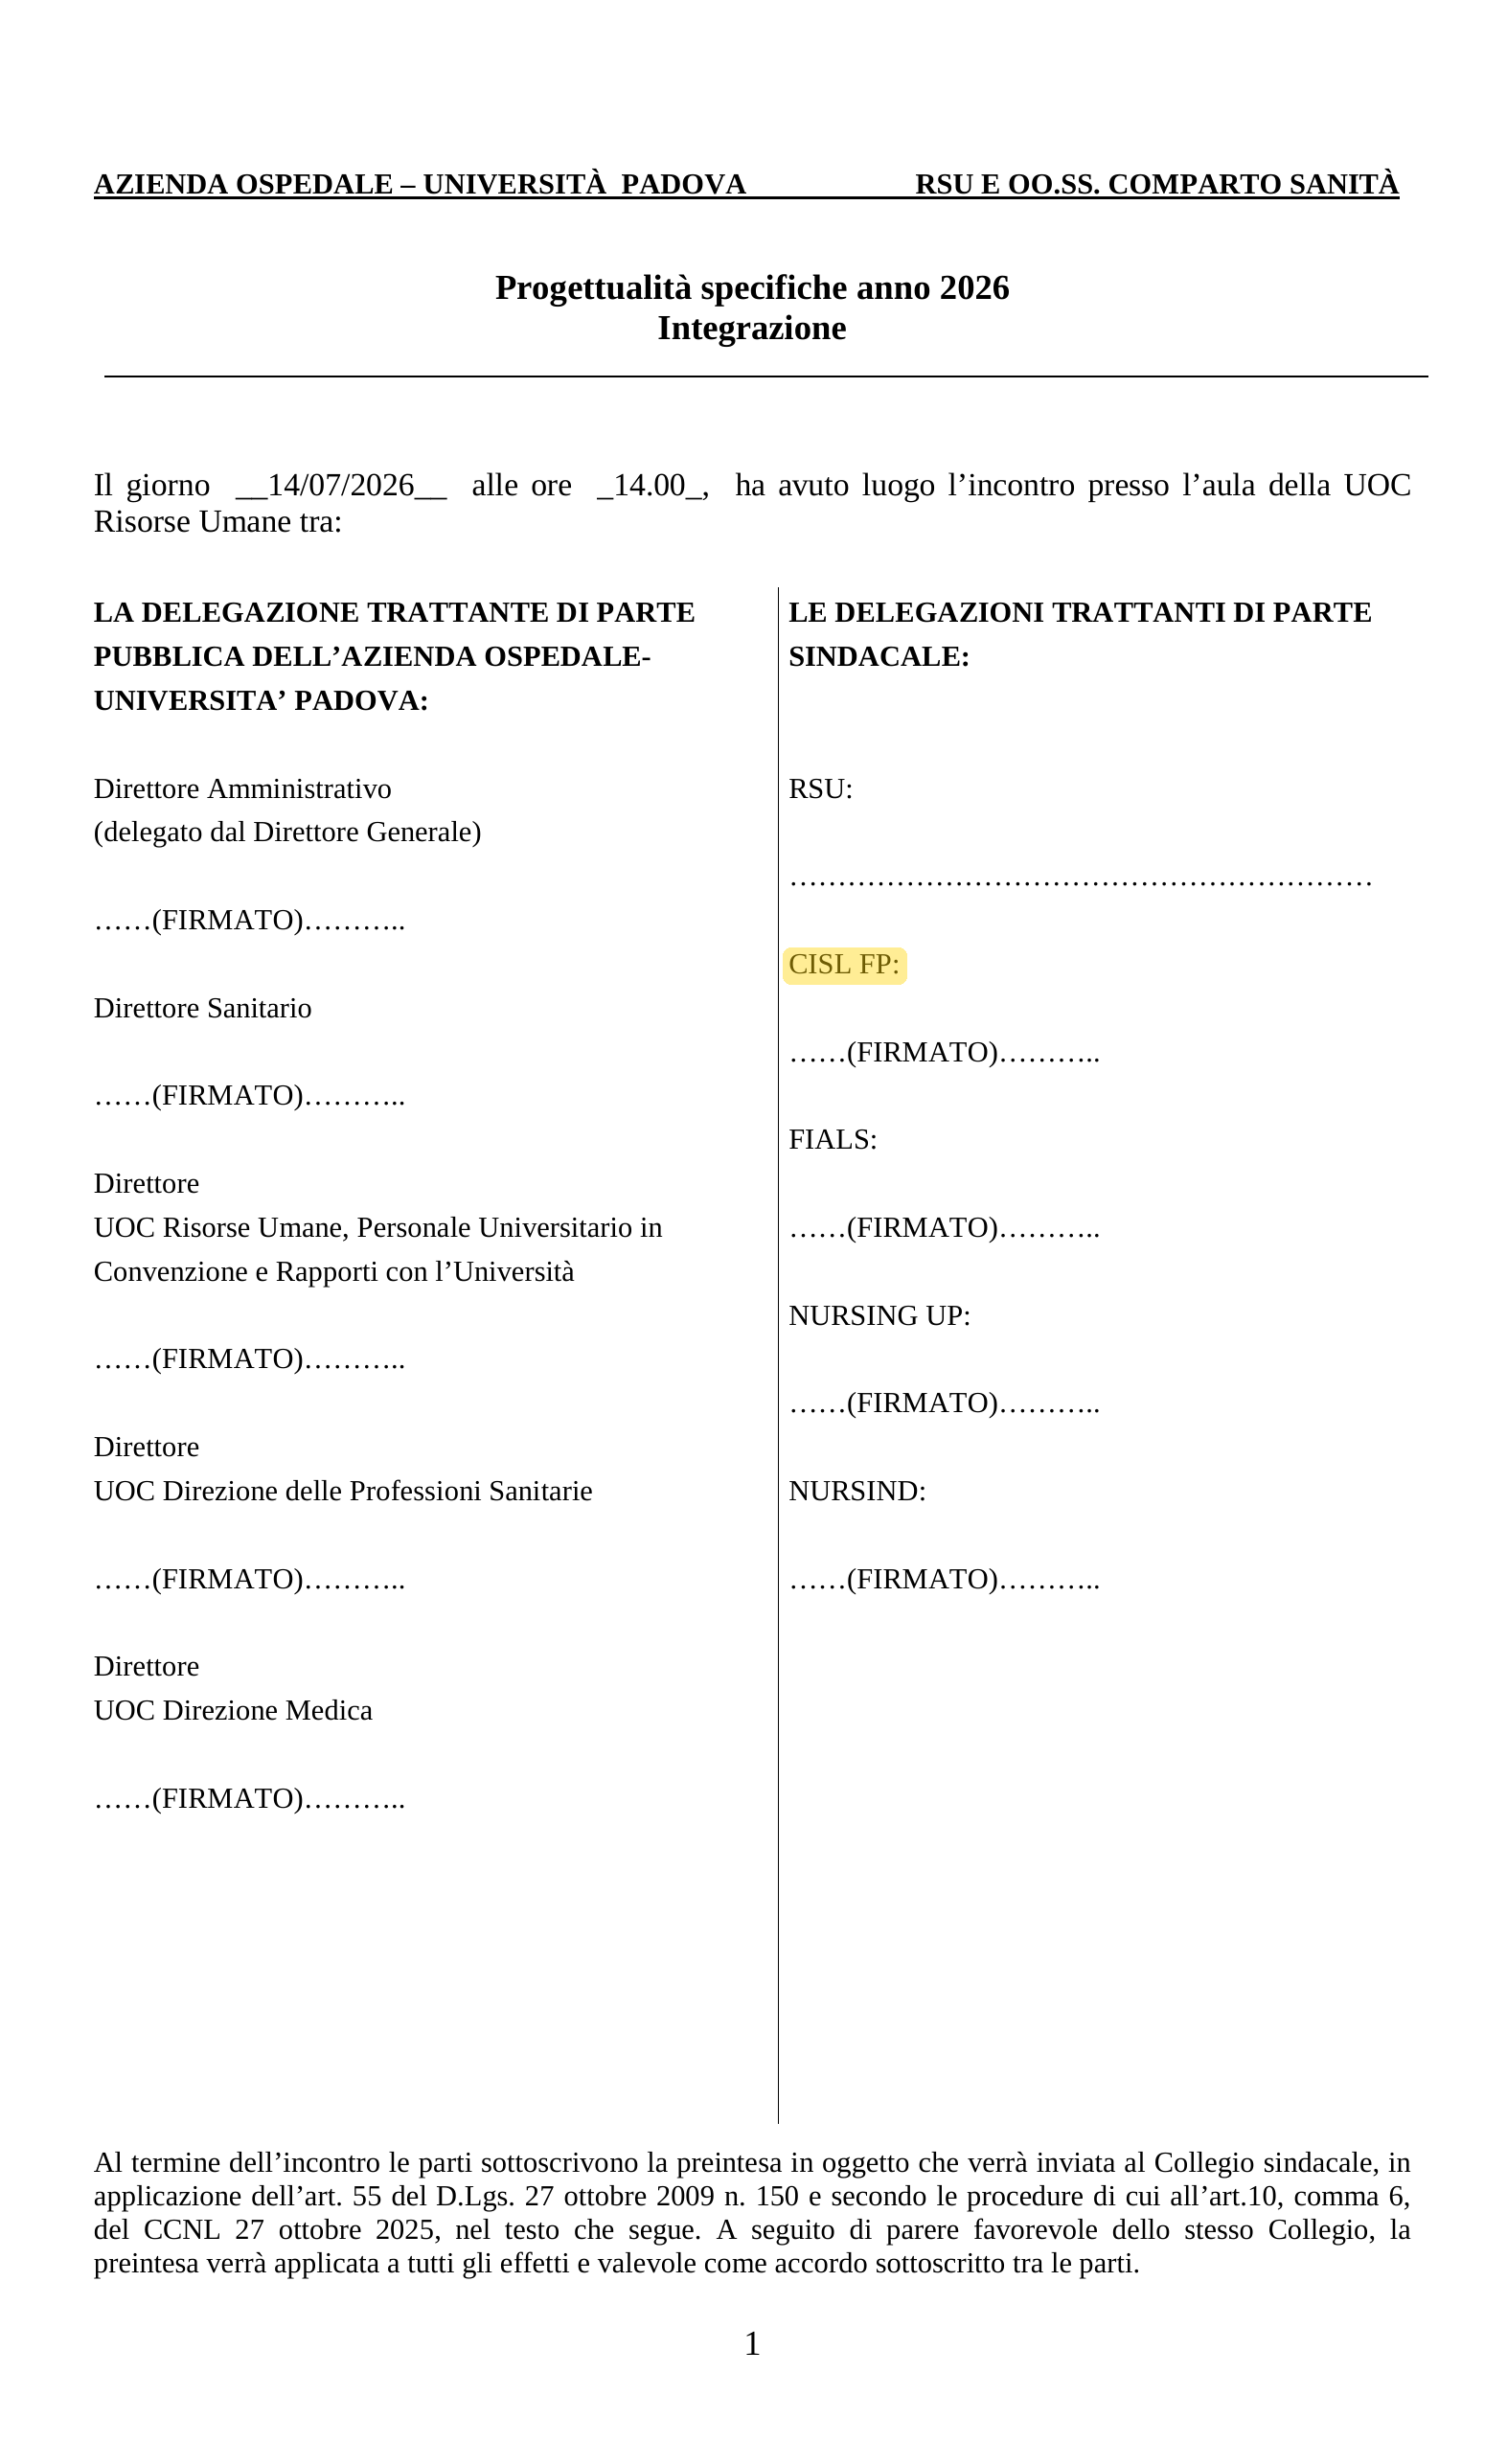 AZIENDA OSPEDALE – UNIVERSITÀ  PADOVA RSU E OO.SS. COMPARTO SANITÀ
Progettualità specifiche anno 2026
Integrazione
Il giorno __14/07/2026__ alle ore _14.00_, ha avuto luogo l’incontro presso l’aula della UOC
Risorse Umane tra:
LA DELEGAZIONE TRATTANTE DI PARTE
PUBBLICA DELL’AZIENDA OSPEDALE-
UNIVERSITA’ PADOVA:
Direttore Amministrativo
(delegato dal Direttore Generale)
……(FIRMATO)………..
Direttore Sanitario
……(FIRMATO)………..
Direttore
UOC Risorse Umane, Personale Universitario in
Convenzione e Rapporti con l’Università
……(FIRMATO)………..
Direttore
UOC Direzione delle Professioni Sanitarie
……(FIRMATO)………..
Direttore
UOC Direzione Medica
……(FIRMATO)………..
LE DELEGAZIONI TRATTANTI DI PARTE
SINDACALE:
RSU:
……………………………………………………
CISL FP:
……(FIRMATO)………..
FIALS:
……(FIRMATO)………..
NURSING UP:
……(FIRMATO)………..
NURSIND:
……(FIRMATO)………..
Al termine dell’incontro le parti sottoscrivono la preintesa in oggetto che verrà inviata al Collegio sindacale, in
applicazione dell’art. 55 del D.Lgs. 27 ottobre 2009 n. 150 e secondo le procedure di cui all’art.10, comma 6,
del CCNL 27 ottobre 2025, nel testo che segue. A seguito di parere favorevole dello stesso Collegio, la
preintesa verrà applicata a tutti gli effetti e valevole come accordo sottoscritto tra le parti.
1